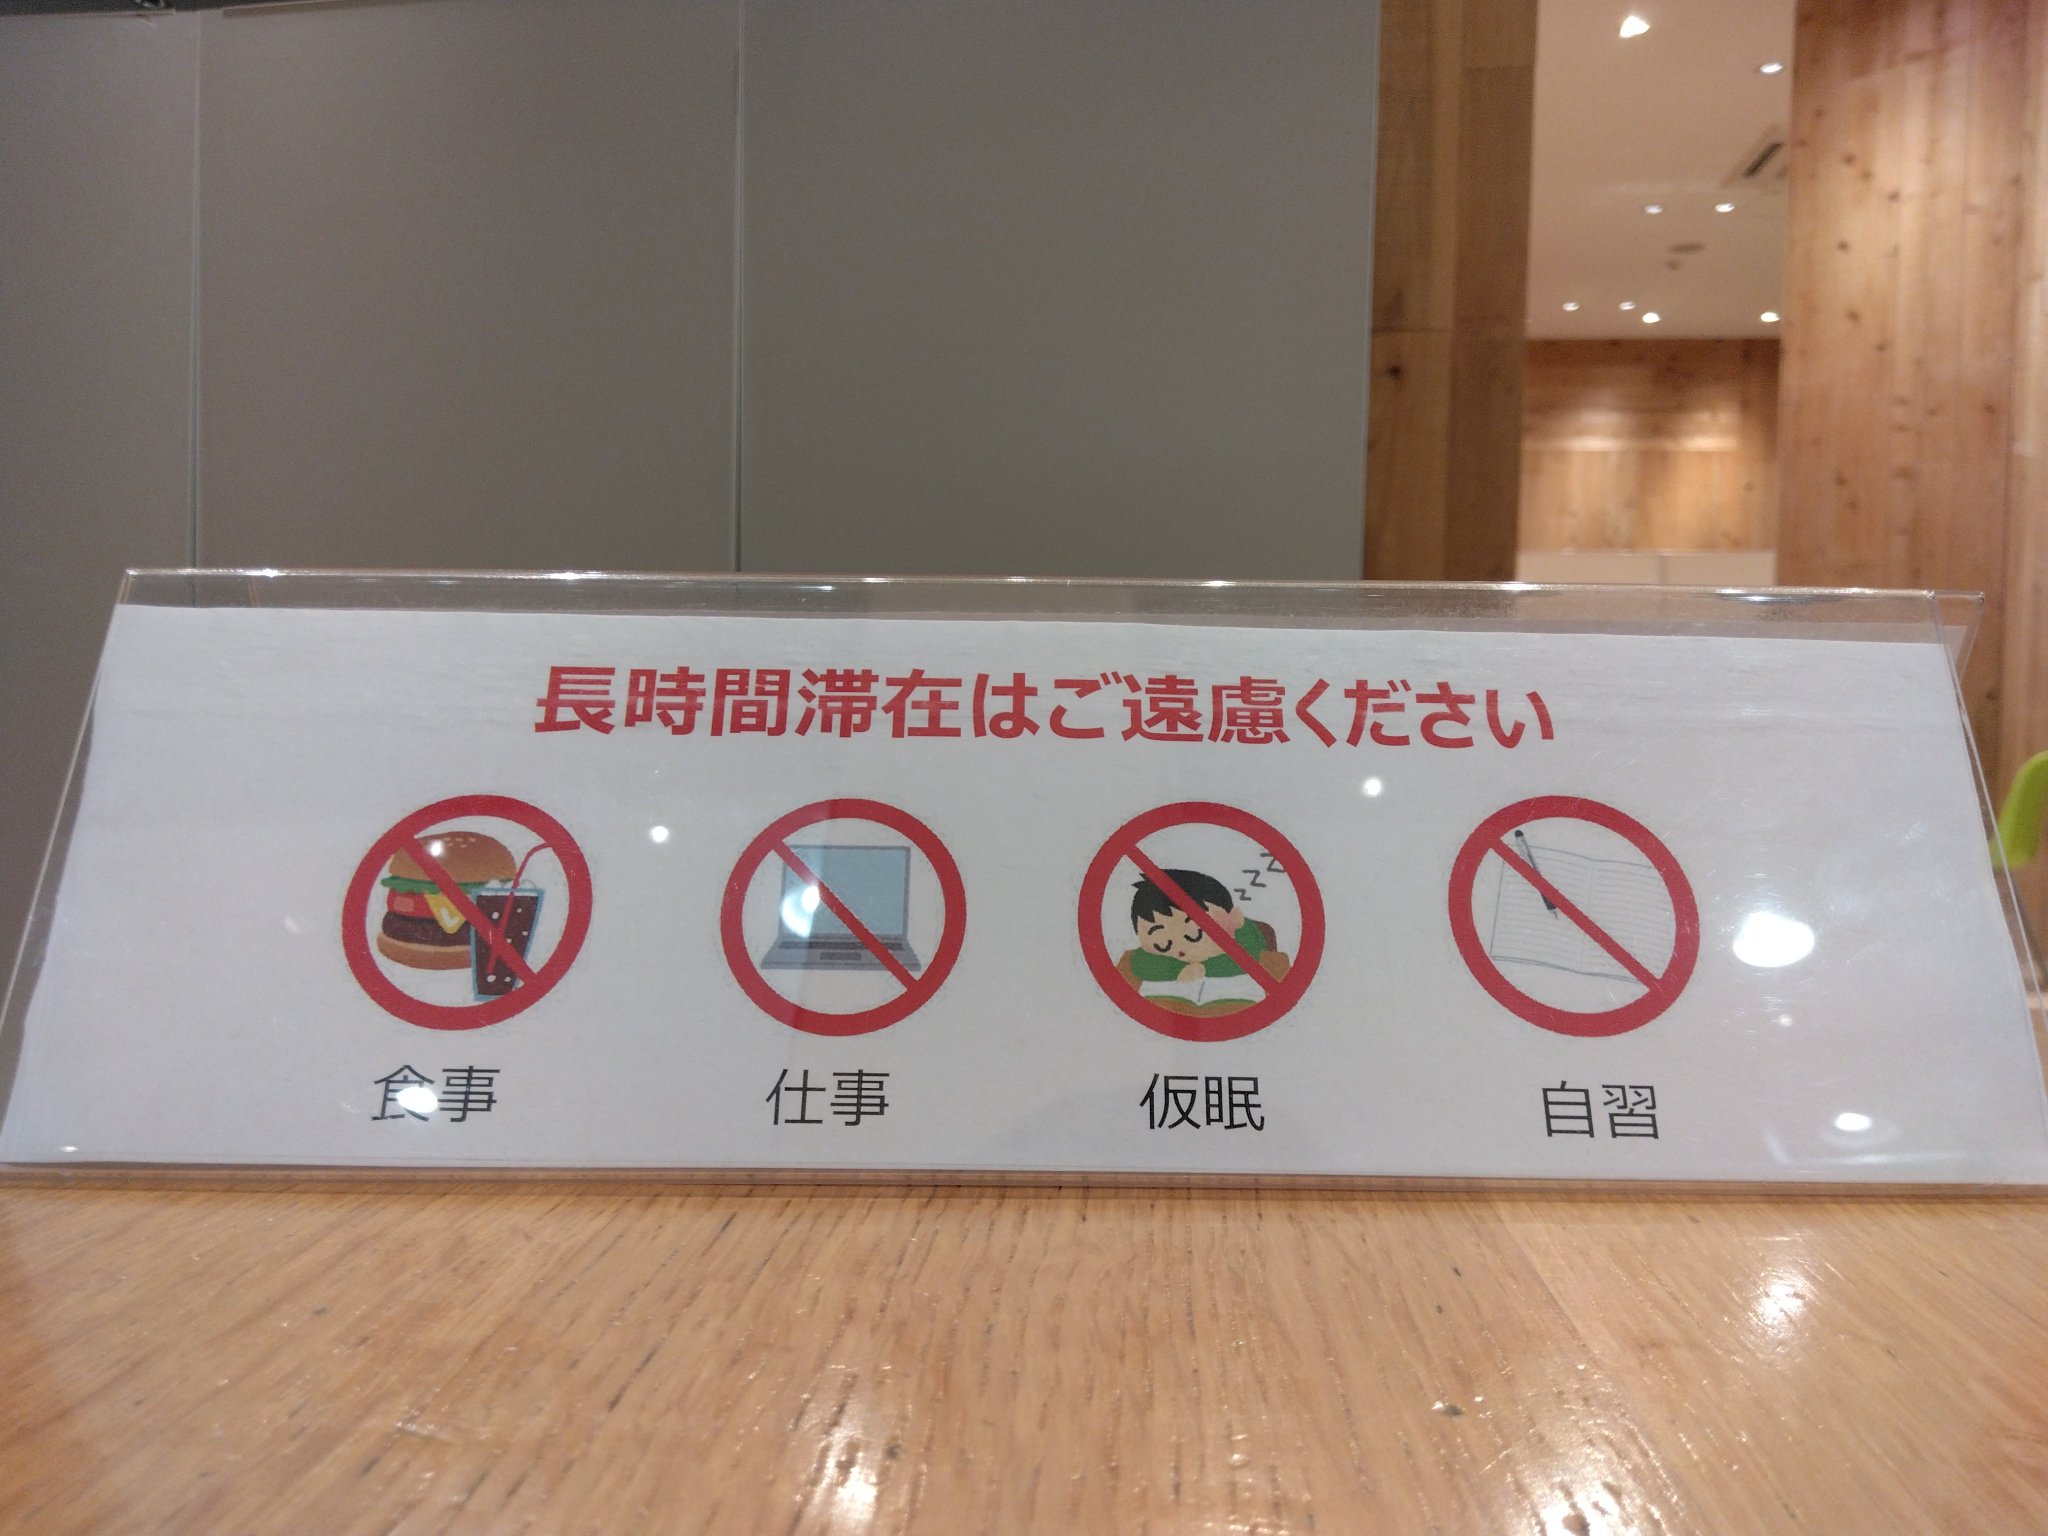 長時間滞在はご遠慮ください
食事
仕事
仮眠
自習